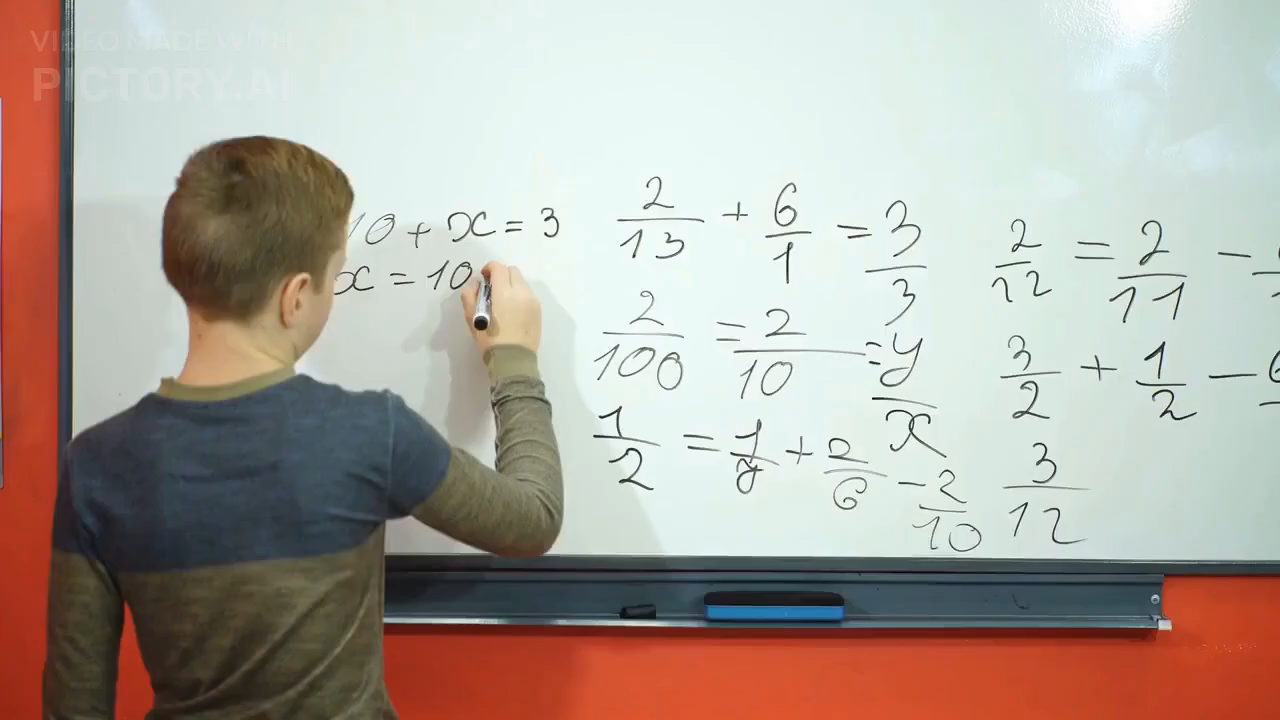 VIDEO MADE WITH
PICTORY.AI
10 + x = 3
x = 10
2/13 + 6/1 = 3/3
2/100 = 2/10 = y/x
1/2 = 1/y + 2/6 - 2/10
2/12 = 2/11 -
3/2 + 1/2 - 6
3/12